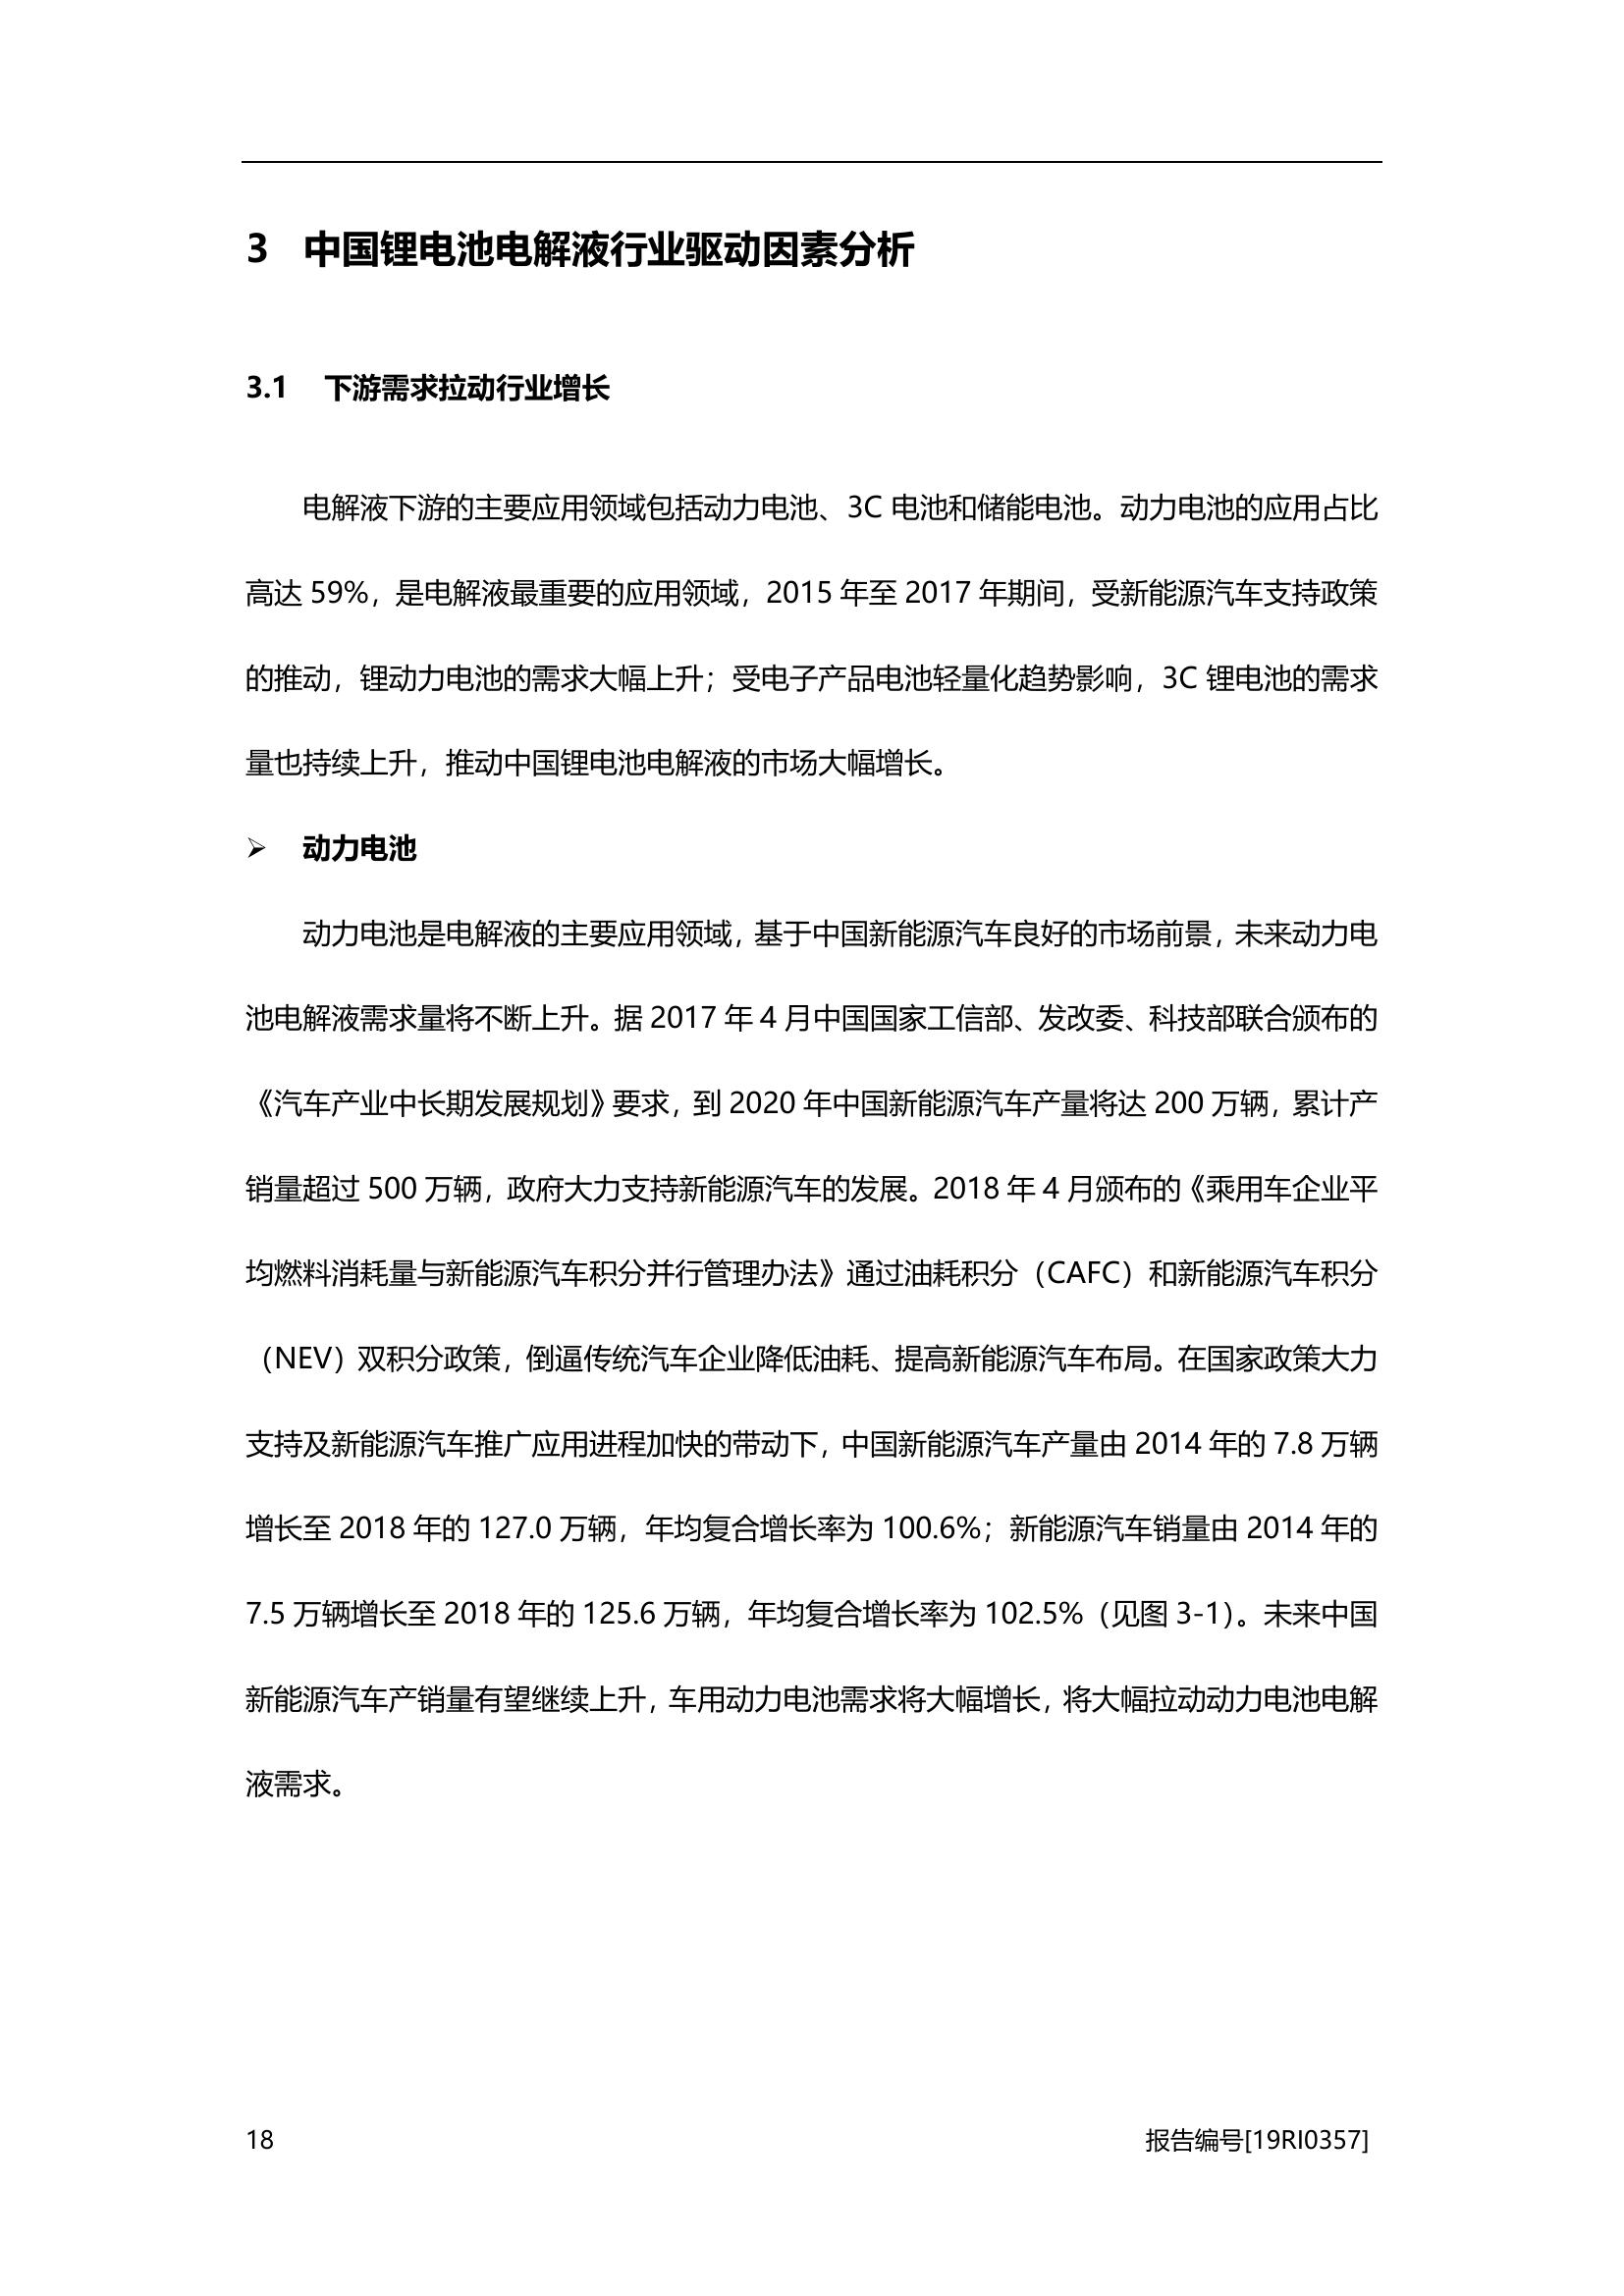 3 中国锂电池电解液行业驱动因素分析
3.1 下游需求拉动行业增长
电解液下游的主要应用领域包括动力电池、3C 电池和储能电池。动力电池的应用占比
高达 59%，是电解液最重要的应用领域，2015 年至 2017 年期间，受新能源汽车支持政策
的推动，锂动力电池的需求大幅上升；受电子产品电池轻量化趋势影响，3C 锂电池的需求
量也持续上升，推动中国锂电池电解液的市场大幅增长。
➢ 动力电池
动力电池是电解液的主要应用领域，基于中国新能源汽车良好的市场前景，未来动力电
池电解液需求量将不断上升。据 2017 年 4 月中国国家工信部、发改委、科技部联合颁布的
《汽车产业中长期发展规划》要求，到 2020 年中国新能源汽车产量将达 200 万辆，累计产
销量超过 500 万辆，政府大力支持新能源汽车的发展。2018 年 4 月颁布的《乘用车企业平
均燃料消耗量与新能源汽车积分并行管理办法》通过油耗积分（CAFC）和新能源汽车积分
（NEV）双积分政策，倒逼传统汽车企业降低油耗、提高新能源汽车布局。在国家政策大力
支持及新能源汽车推广应用进程加快的带动下，中国新能源汽车产量由 2014 年的 7.8 万辆
增长至 2018 年的 127.0 万辆，年均复合增长率为 100.6%；新能源汽车销量由 2014 年的
7.5 万辆增长至 2018 年的 125.6 万辆，年均复合增长率为 102.5%（见图 3-1）。未来中国
新能源汽车产销量有望继续上升，车用动力电池需求将大幅增长，将大幅拉动动力电池电解
液需求。
18 报告编号[19RI0357]